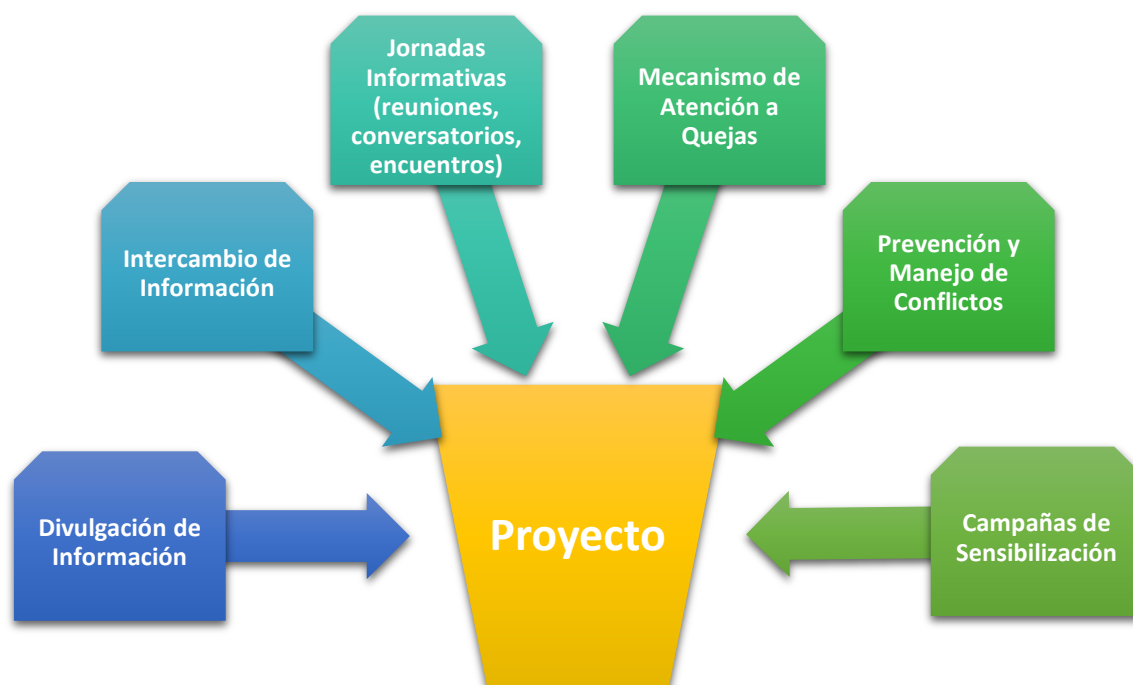 Jornadas
Informativas
(reuniones,
conversatorios,
encuentros)
Mecanismo de
Atención a
Quejas
Intercambio de
Información
Prevención y
Manejo de
Conflictos
Divulgación de
Información
Proyecto
Campañas de
Sensibilización